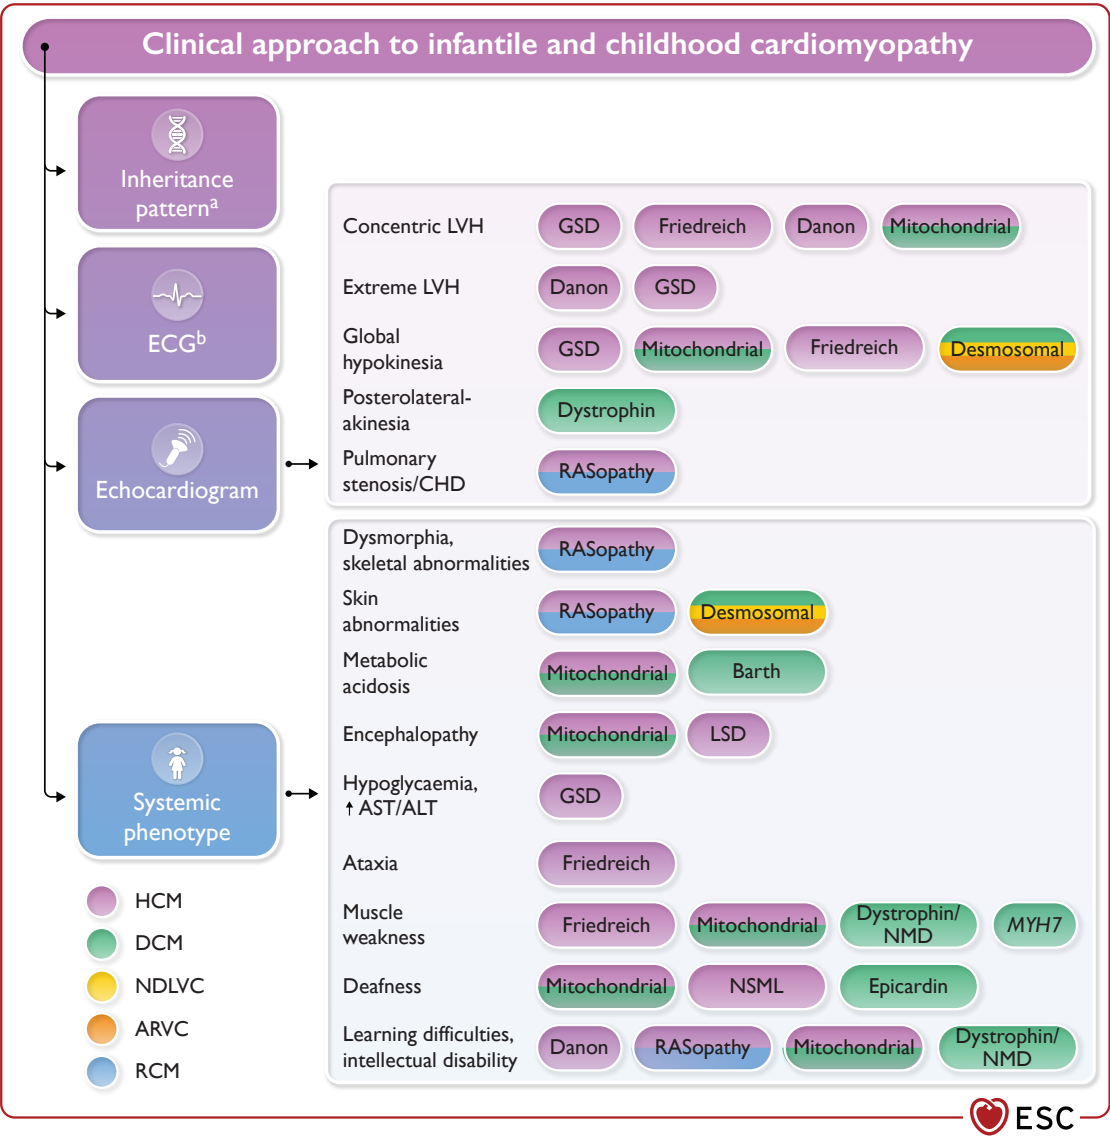 Clinical approach to infantile and childhood cardiomyopathy
Inheritance
patternᵃ
ECGᵇ
Echocardiogram
Concentric LVH GSD Friedreich Danon Mitochondrial
Extreme LVH Danon GSD
Global
hypokinesia GSD Mitochondrial Friedreich Desmosomal
Posterolateral-
akinesia Dystrophin
Pulmonary
stenosis/CHD RASopathy
Systemic
phenotype
Dysmorphia,
skeletal abnormalities RASopathy
Skin
abnormalities RASopathy Desmosomal
Metabolic
acidosis Mitochondrial Barth
Encephalopathy Mitochondrial LSD
Hypoglycaemia,
↑ AST/ALT GSD
Ataxia Friedreich
Muscle
weakness Friedreich Mitochondrial Dystrophin/
NMD MYH7
Deafness Mitochondrial NSML Epicardin
Learning difficulties,
intellectual disability Danon RASopathy Mitochondrial Dystrophin/
NMD
HCM
DCM
NDLVC
ARVC
RCM
ESC